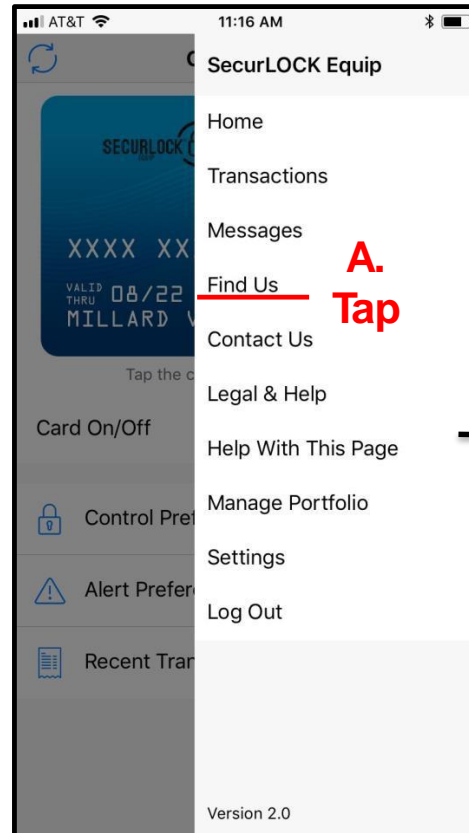 AT&T 11:16 AM
C SecurLOCK Equip
Home
SECURLOCK
EQUIP
Transactions
Messages
XXXX XX
A.
Tap
Find Us
VALID
THRU 08/22
MILLARD V
Contact Us
Tap the c
Legal & Help
Card On/Off
Help With This Page
Manage Portfolio
Control Pref
Settings
Alert Prefer
Log Out
Recent Tran
Version 2.0